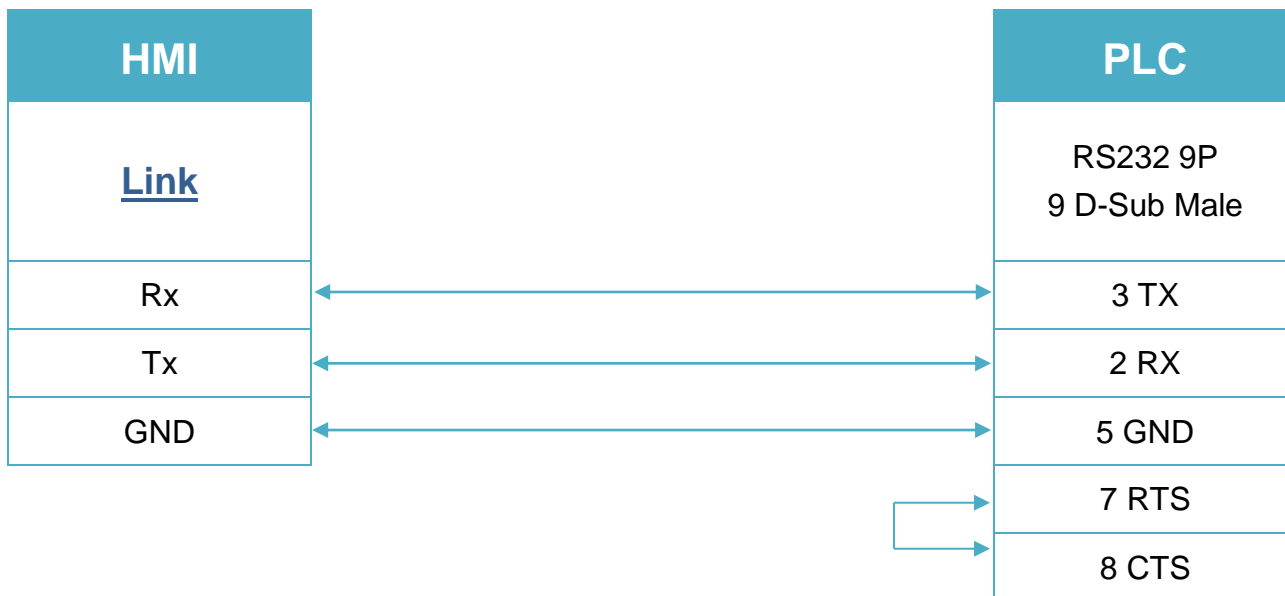 HMI
PLC
Link
RS232 9P
9 D-Sub Male
Rx
3 TX
Tx
2 RX
GND
5 GND
7 RTS
8 CTS